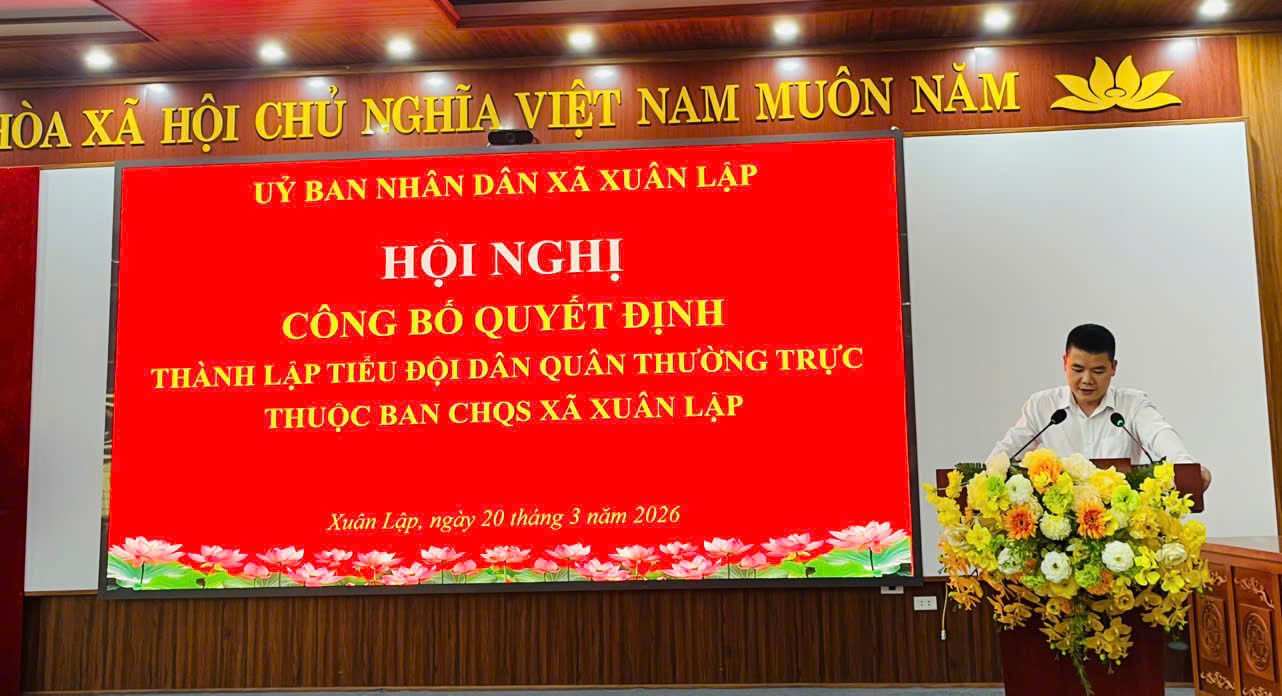 HÒA XÃ HỘI CHỦ NGHĨA VIỆT NAM MUÔN NĂM
UỶ BAN NHÂN DÂN XÃ XUÂN LẬP
HỘI NGHỊ
CÔNG BỐ QUYẾT ĐỊNH
THÀNH LẬP TIỂU ĐỘI DÂN QUÂN THƯỜNG TRỰC
THUỘC BAN CHQS XÃ XUÂN LẬP
Xuân Lập, ngày 20 tháng 3 năm 2026